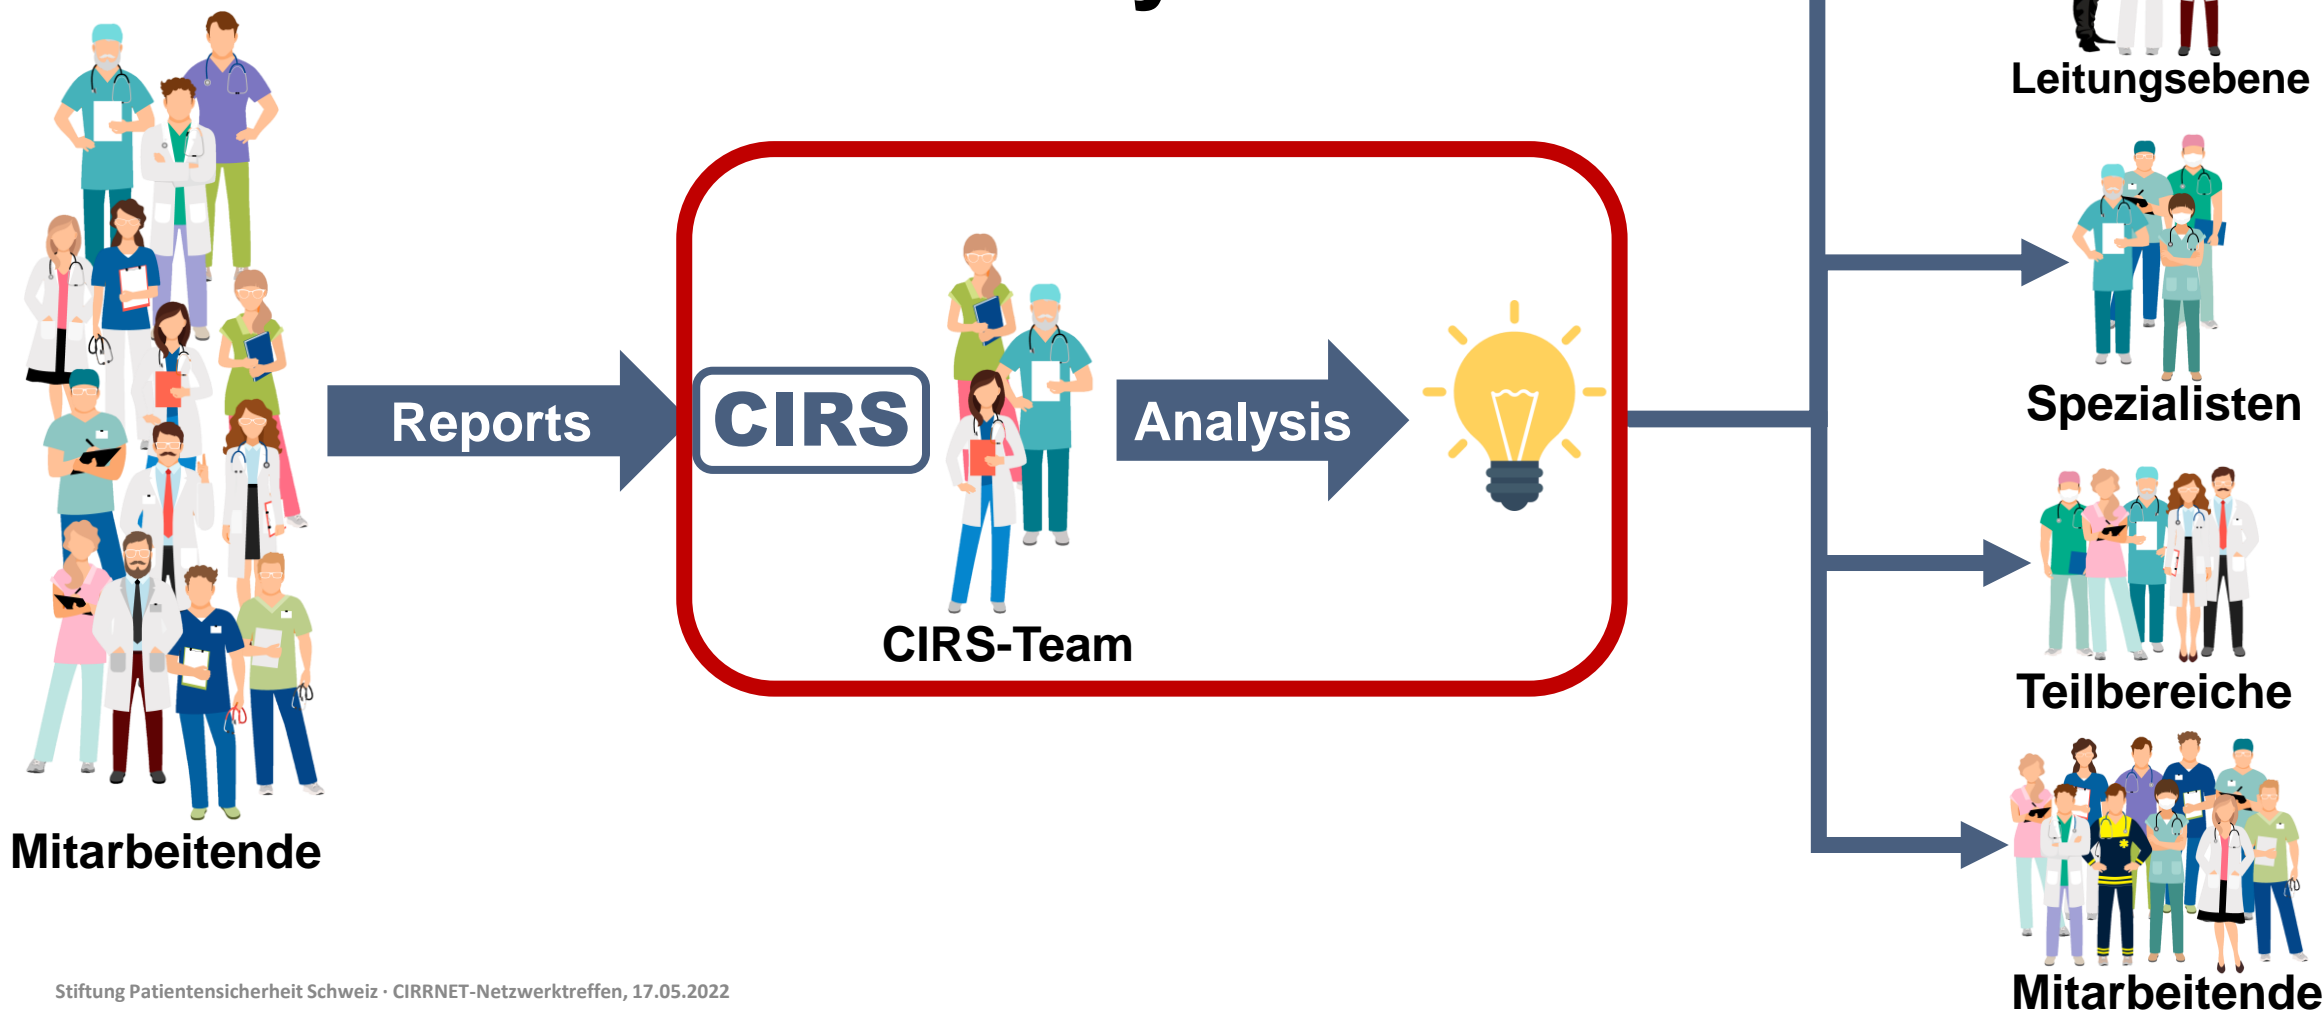 Leitungsebene
Reports
CIRS
Analysis
Spezialisten
CIRS-Team
Teilbereiche
Mitarbeitende
Mitarbeitende
Stiftung Patientensicherheit Schweiz · CIRRNET-Netzwerktreffen, 17.05.2022